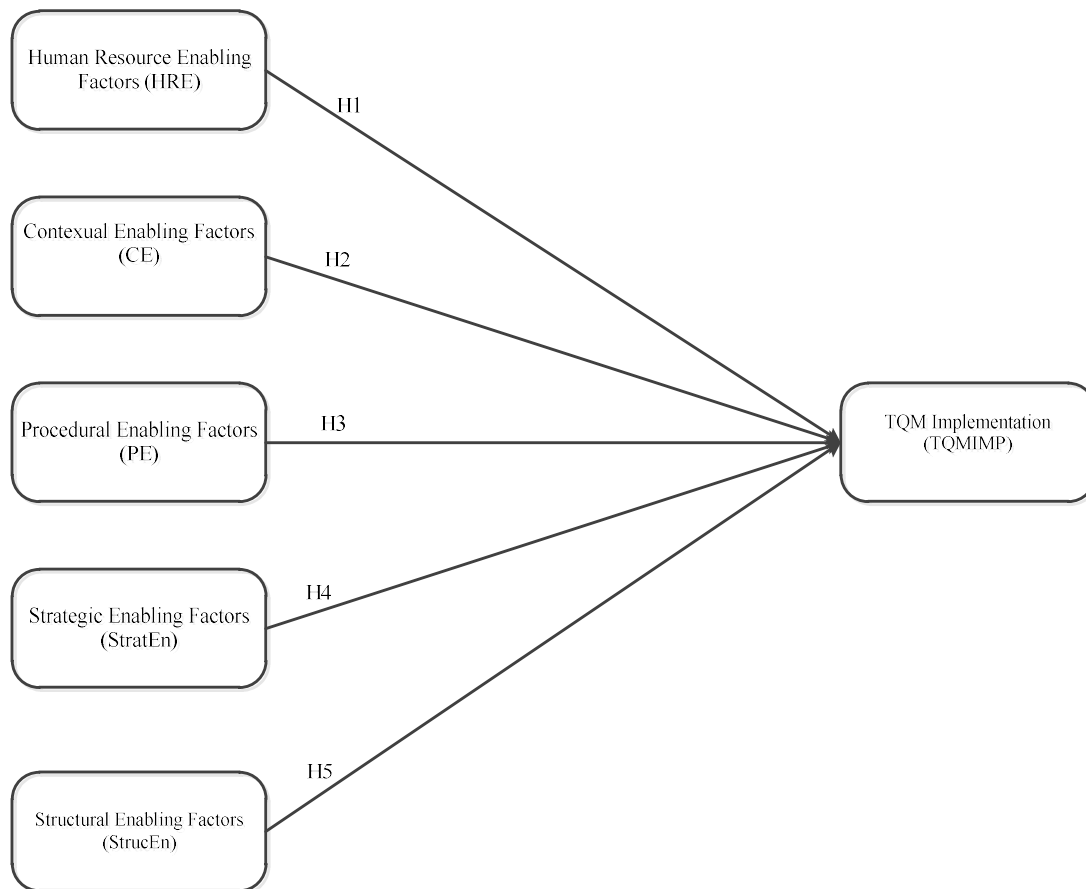 Human Resource Enabling
Factors (HRE)
H1
Contexual Enabling Factors
(CE)
H2
Procedural Enabling Factors
(PE)
H3
TQM Implementation
(TQMIMP)
Strategic Enabling Factors
(StratEn)
H4
H5
Structural Enabling Factors
(StrucEn)